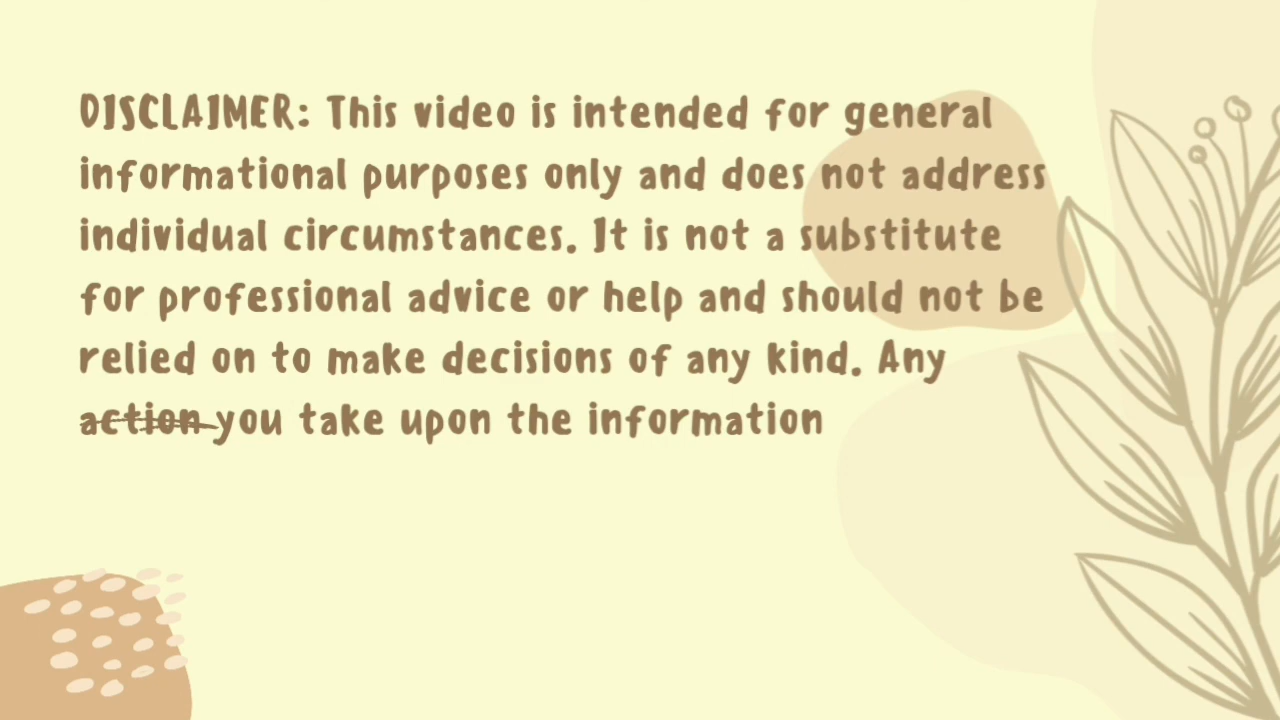 DISCLAIMER: This video is intended for general
informational purposes only and does not address
individual circumstances. It is not a substitute
for professional advice or help and should not be
relied on to make decisions of any kind. Any
action you take upon the information